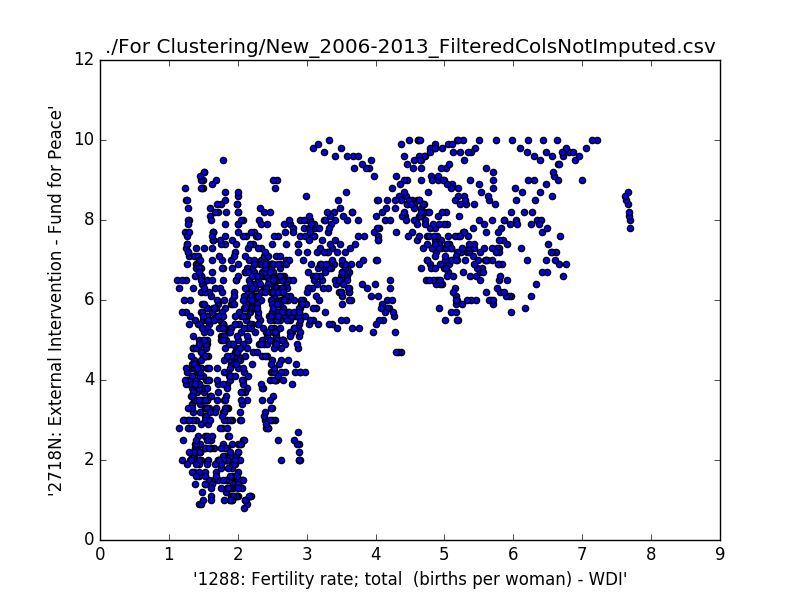 ./For Clustering/New_2006-2013_FilteredColsNotImputed.csv
'2718N: External Intervention - Fund for Peace'
12
10
8
6
4
2
0
0 1 2 3 4 5 6 7 8 9
'1288: Fertility rate; total  (births per woman) - WDI'